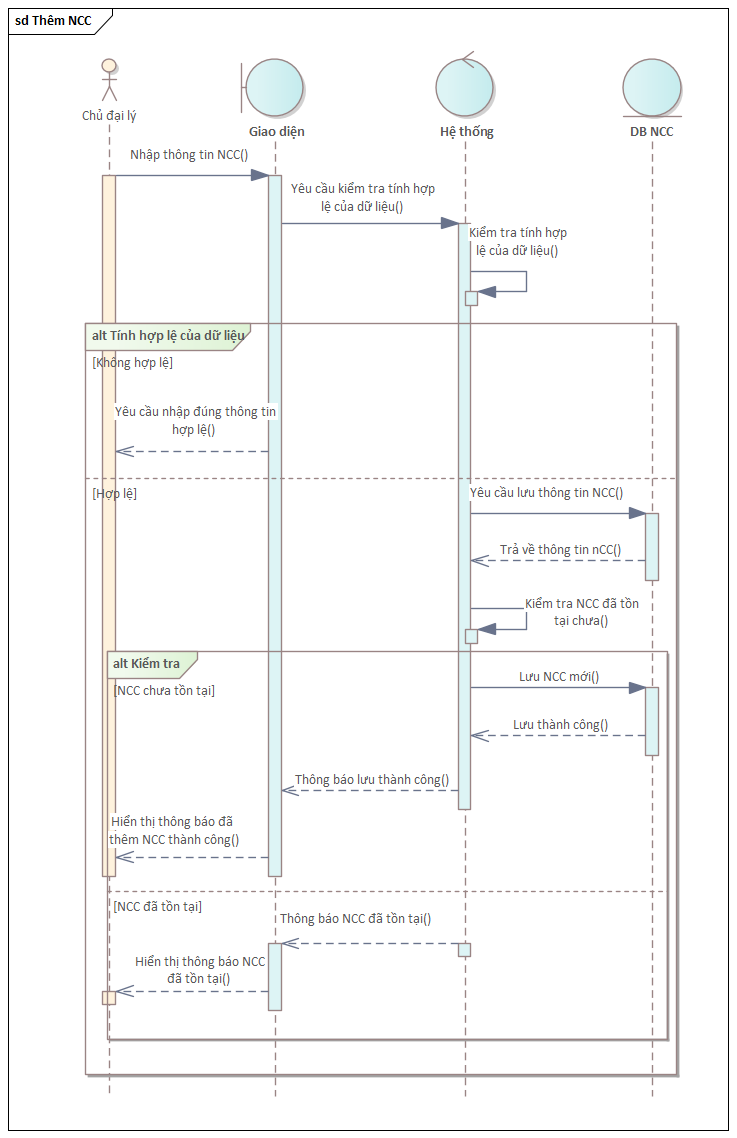 sd Thêm NCC
Chủ đại lý
Giao diện
Hệ thống
DB NCC
Nhập thông tin NCC()
Yêu cầu kiểm tra tính hợp
lệ của dữ liệu()
Kiểm tra tính hợp
lệ của dữ liệu()
alt Tính hợp lệ của dữ liệu
[Không hợp lệ]
Yêu cầu nhập đúng thông tin
hợp lệ()
[Hợp lệ]
Yêu cầu lưu thông tin NCC()
Trả về thông tin nCC()
Kiểm tra NCC đã tồn
tại chưa()
alt Kiểm tra
[NCC chưa tồn tại]
Lưu NCC mới()
Lưu thành công()
Thông báo lưu thành công()
Hiển thị thông báo đã
thêm NCC thành công()
[NCC đã tồn tại]
Thông báo NCC đã tồn tại()
Hiển thị thông báo NCC
đã tồn tại()